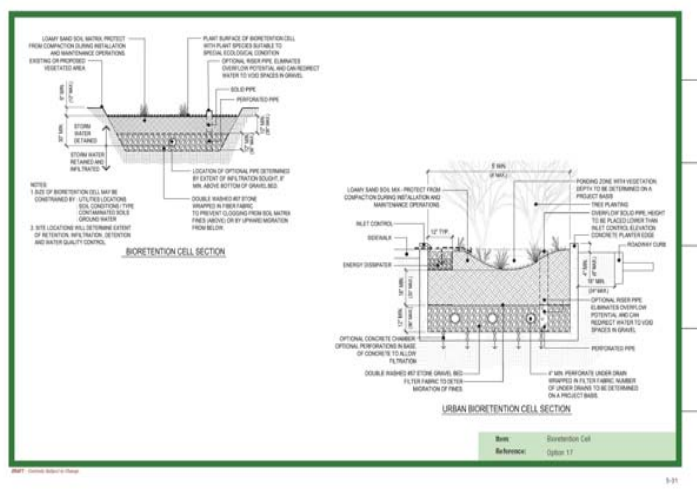 LOAMY SAND SOIL MATRIX, PROTECT
FROM COMPACTION DURING INSTALLATION
AND MAINTENANCE OPERATIONS
EXISTING OR PROPOSED
VEGETATED AREA
PLANT SURFACE OF BIORETENTION CELL
WITH PLANT SPECIES SUITABLE TO
SPECIAL ECOLOGICAL CONDITION
OPTIONAL RISER PIPE, ELIMINATES
OVERFLOW POTENTIAL AND CAN REDIRECT
WATER TO VOID SPACES IN GRAVEL
SOLID PIPE
PERFORATED PIPE
STORM
WATER
DETAINED
STORM WATER
RETAINED AND
INFILTRATED
LOCATION OF OPTIONAL PIPE DETERMINED
BY EXTENT OF INFILTRATION SOUGHT, 6"
MIN. ABOVE BOTTOM OF GRAVEL BED.
DOUBLE WASHED #57 STONE
WRAPPED IN FIBER FABRIC
TO PREVENT CLOGGING FROM SOIL MATRIX
FINES (ABOVE) OR BY UPWARD MIGRATION
FROM BELOW.
NOTES
1. SIZE OF BIORETENTION CELL MAY BE
CONSTRAINED BY : UTILITIES LOCATIONS
SOIL CONDITIONS / TYPE
CONTAMINATED SOILS
GROUND WATER
2. SITE LOCATIONS WILL DETERMINE EXTENT
OF RETENTION, INFILTRATION, DETENTION
AND WATER QUALITY CONTROL.
BIORETENTION CELL SECTION
LOAMY SAND SOIL MIX - PROTECT FROM
COMPACTION DURING INSTALLATION AND
MAINTENANCE OPERATIONS.
INLET CONTROL
12" TYP.
SIDEWALK
ENERGY DISSIPATER
PONDING ZONE WITH VEGETATION
DEPTH TO BE DETERMINED ON A
PROJECT BASIS
TREE PLANTING
OVERFLOW SOLID PIPE, HEIGHT
TO BE PLACED LOWER THAN
INLET CONTROL ELEVATION
CONCRETE PLANTER EDGE
ROADWAY CURB
OPTIONAL RISER PIPE
ELIMINATES OVERFLOW
POTENTIAL AND CAN
REDIRECT WATER TO VOID
SPACES IN GRAVEL
PERFORATED PIPE
OPTIONAL CONCRETE CHAMBER
OPTIONAL PERFORATIONS IN BASE
OF CONCRETE TO ALLOW
FILTRATION
DOUBLE WASHED #57 STONE GRAVEL BED
FILTER FABRIC TO DETER
MIGRATION OF FINES.
4" MIN. PERFORATE UNDER DRAIN
WRAPPED IN FILTER FABRIC NUMBER
OF UNDER DRAINS TO BE DETERMINED
ON A PROJECT BASIS
URBAN BIORETENTION CELL SECTION
Item: Bioretention Cell
Reference: Option 17
DRAFT - Contents Subject to Change
5-31